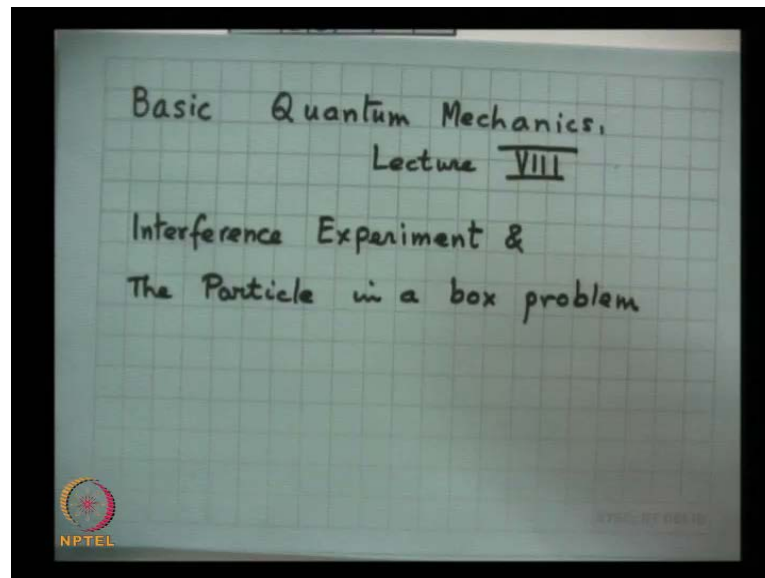 Basic Quantum Mechanics,
Lecture VIII
Interference Experiment &
The Particle in a box problem
NPTEL